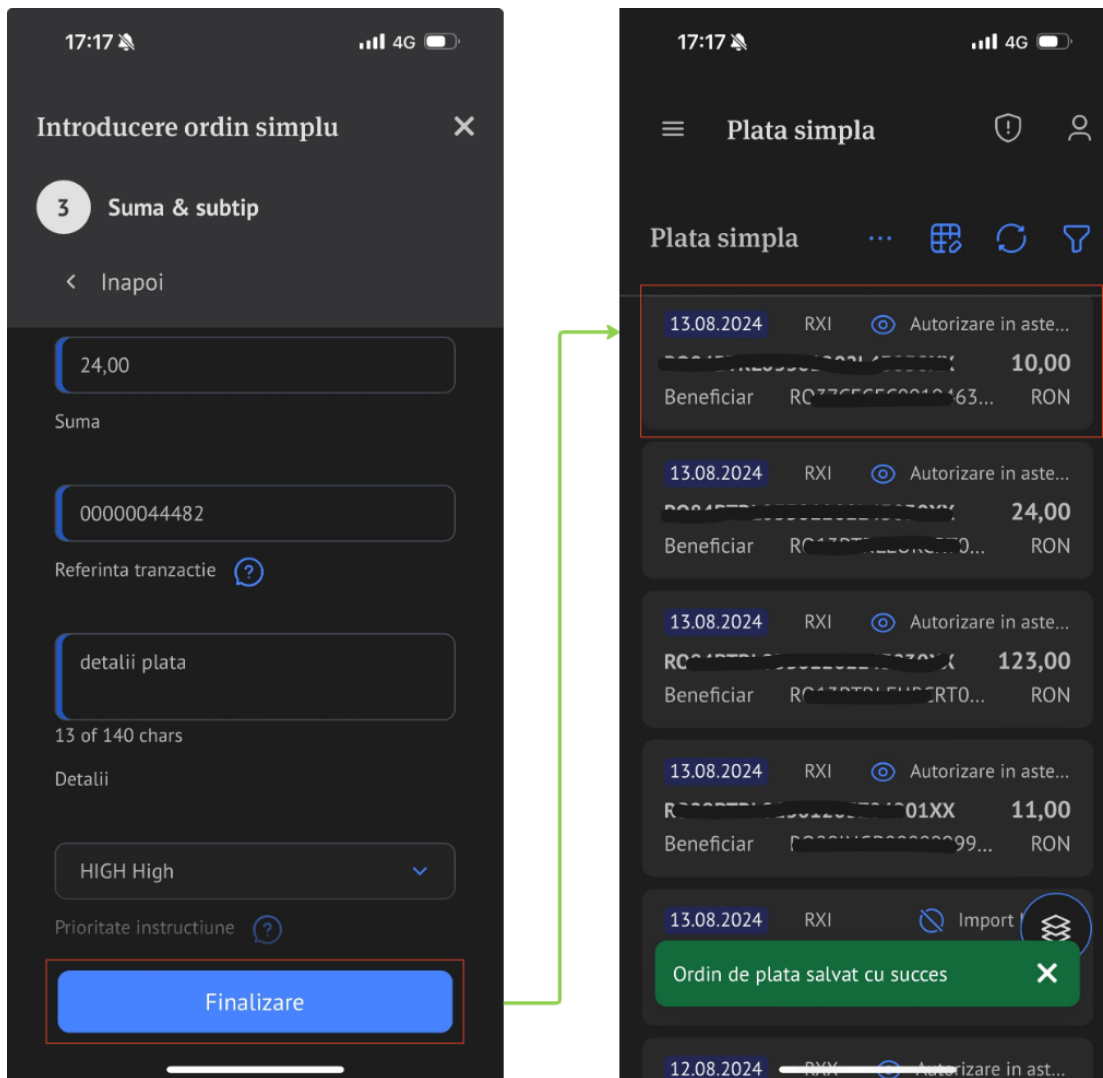 17:17 4G
Introducere ordin simplu
3 Suma & subtip
Inapoi
24,00
Suma
00000044482
Referinta tranzactie
detalii plata
13 of 140 chars
Detalii
HIGH High
Prioritate instructiune
Finalizare
17:17 4G
Plata simpla
Plata simpla
13.08.2024 RXI Autorizare in aste...
10,00
Beneficiar RON
13.08.2024 RXI Autorizare in aste...
24,00
Beneficiar RON
13.08.2024 RXI Autorizare in aste...
123,00
Beneficiar RON
13.08.2024 RXI Autorizare in aste...
11,00
Beneficiar RON
13.08.2024 RXI Import
Ordin de plata salvat cu succes
12.08.2024 RXX Autorizare in ast...